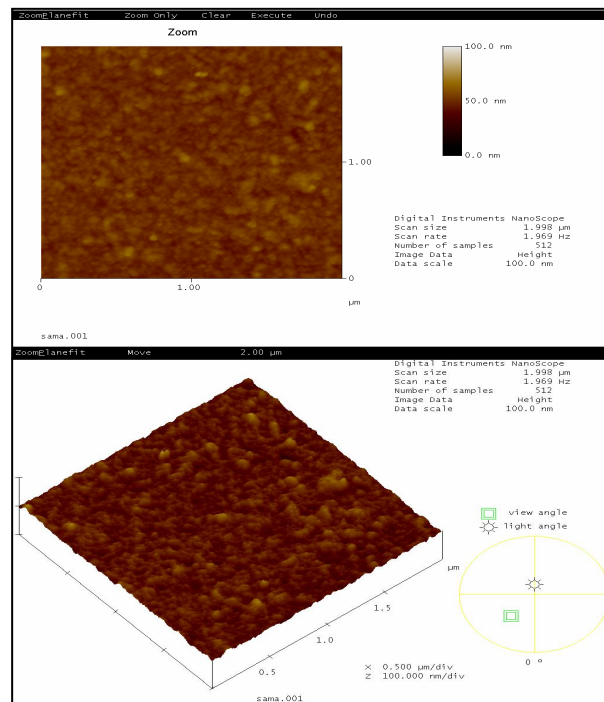 ZoomPlanefit Zoom Only Clear Execute Undo
Zoom
100.0 nm
50.0 nm
0.0 nm
1.00
0
0
1.00
µm
Digital Instruments NanoScope
Scan size 1.998 µm
Scan rate 1.969 Hz
Number of samples 512
Image Data Height
Data scale 100.0 nm
sama.001
ZoomPlanefit Move 2.00 µm
Digital Instruments NanoScope
Scan size 1.998 µm
Scan rate 1.969 Hz
Number of samples 512
Image Data Height
Data scale 100.0 nm
view angle
light angle
µm
1.5
1.0
0.5
X 0.500 µm/div
Z 100.000 nm/div
0 º
sama.001